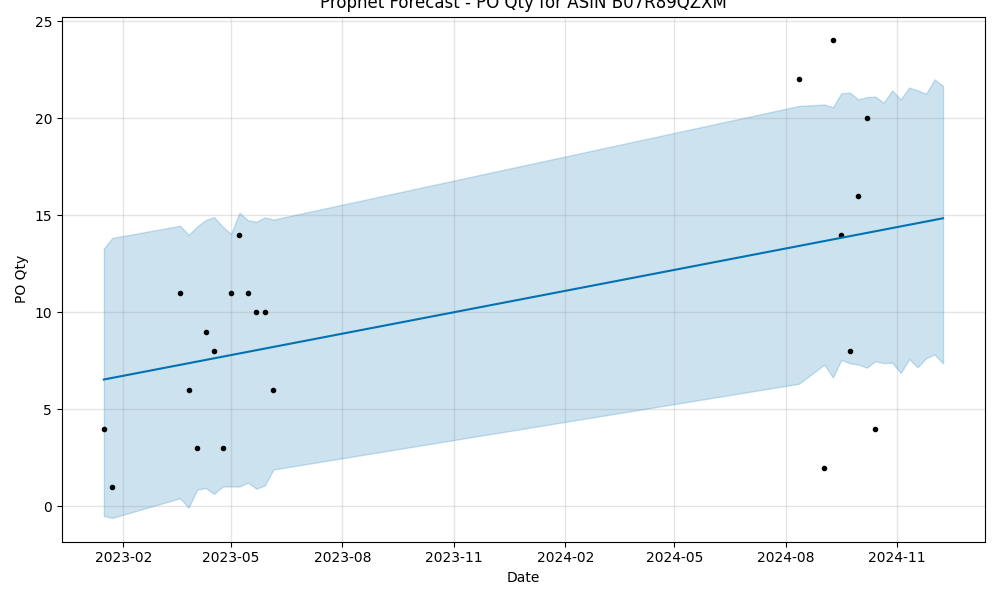 Prophet Forecast - PO Qty for ASIN B07R89QZXM
25
20
15
10
5
0
PO Qty
2023-02 2023-05 2023-08 2023-11 2024-02 2024-05 2024-08 2024-11
Date